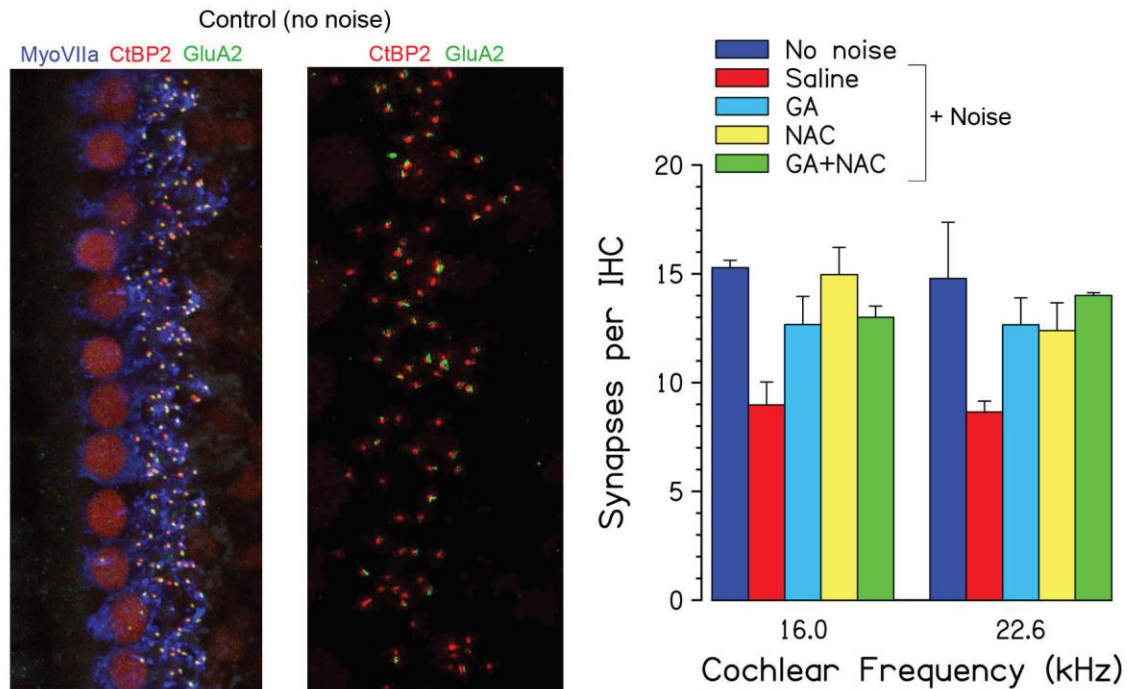 Control (no noise)
MyoVIIa CtBP2 GluA2
CtBP2 GluA2
No noise
Saline
GA
NAC
GA+NAC
+ Noise
Synapses per IHC
20
15
10
5
0
16.0
22.6
Cochlear Frequency (kHz)